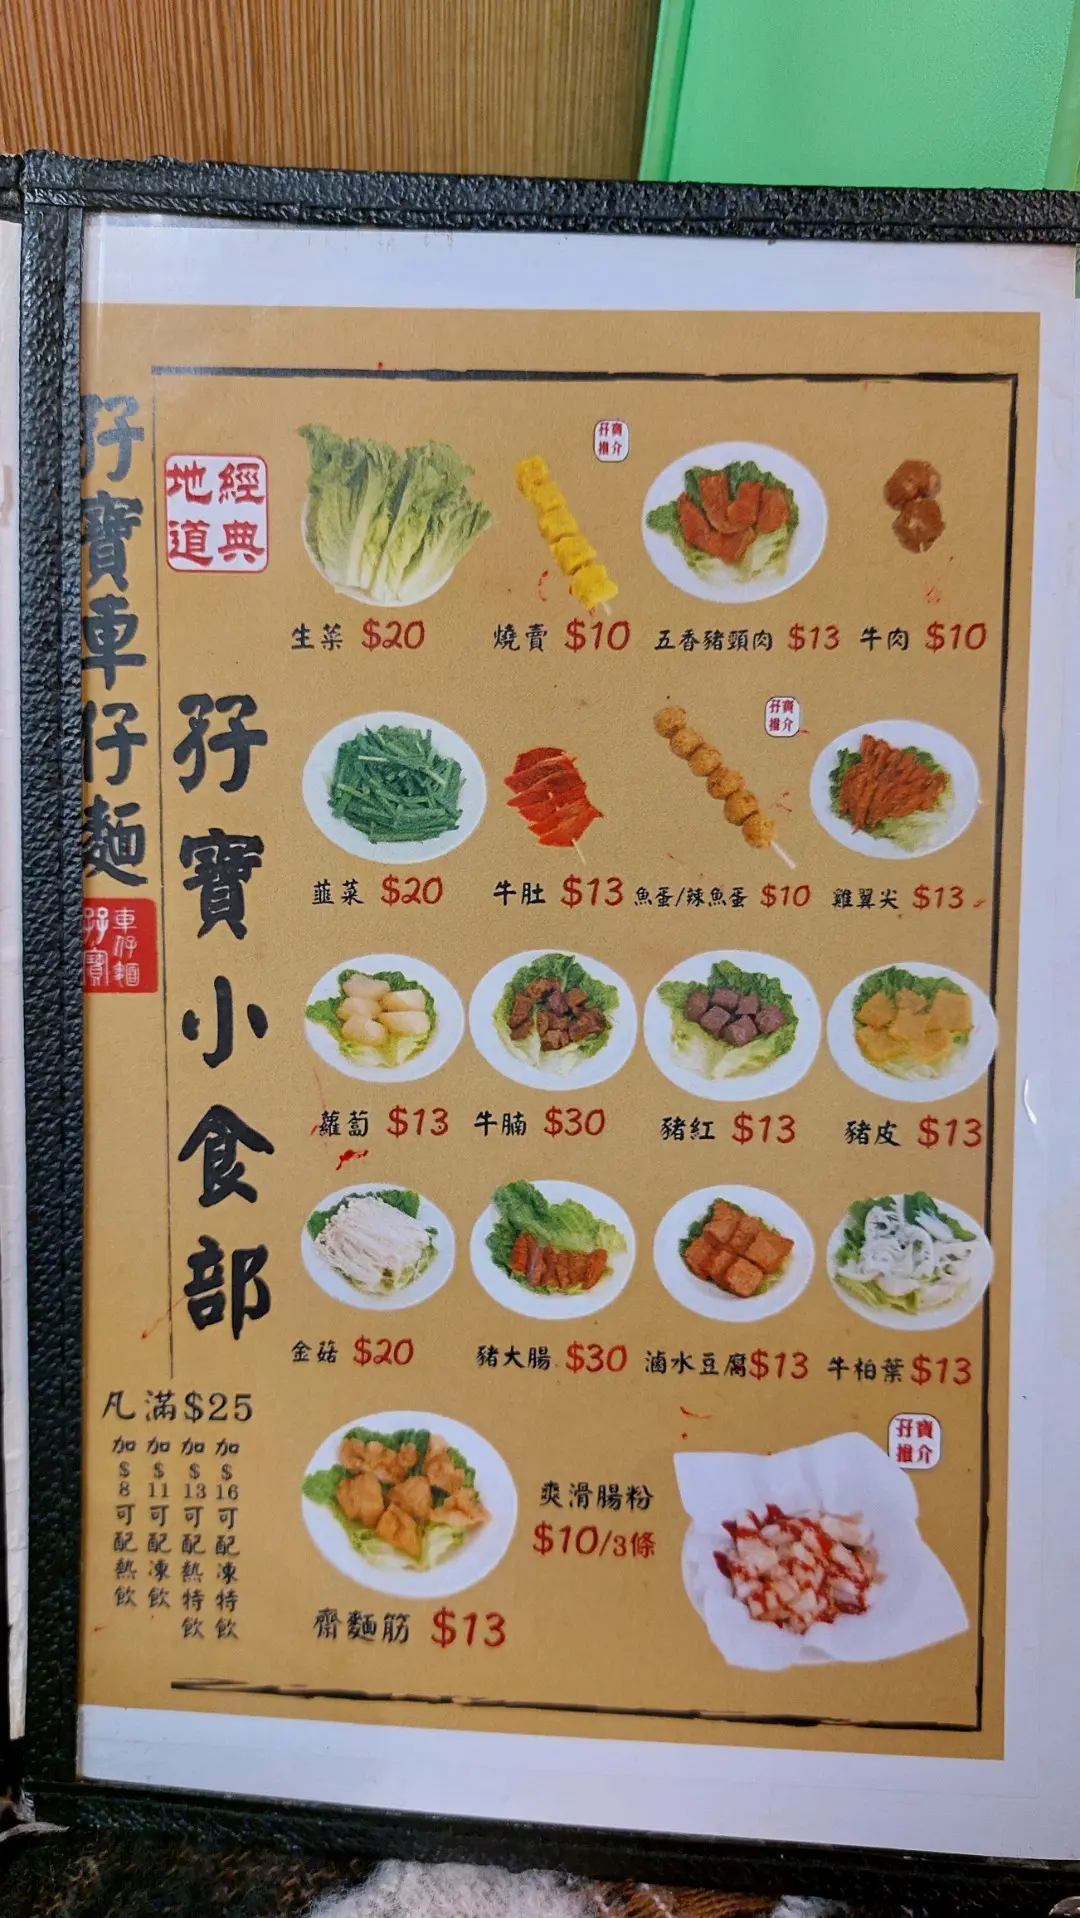 孖寶車仔麵
孖寶
車仔麵
經典
地道
孖寶小食部
孖寶
推介
生菜 $20
燒賣 $10
五香豬頸肉 $13
牛肉 $10
孖寶
推介
韮菜 $20
牛肚 $13
魚蛋/辣魚蛋 $10
雞翼尖 $13
蘿蔔 $13
牛腩 $30
豬紅 $13
豬皮 $13
金菇 $20
豬大腸 $30
滷水豆腐 $13
牛柏葉 $13
孖寶
推介
齋麵筋 $13
爽滑腸粉
$10/3條
凡滿$25
加$16可配凍特飲
加$13可配熱特飲
加$11可配凍飲
加$8可配熱飲